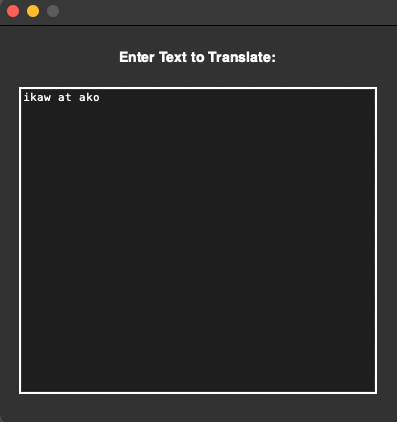 Enter Text to Translate:
ikaw at ako